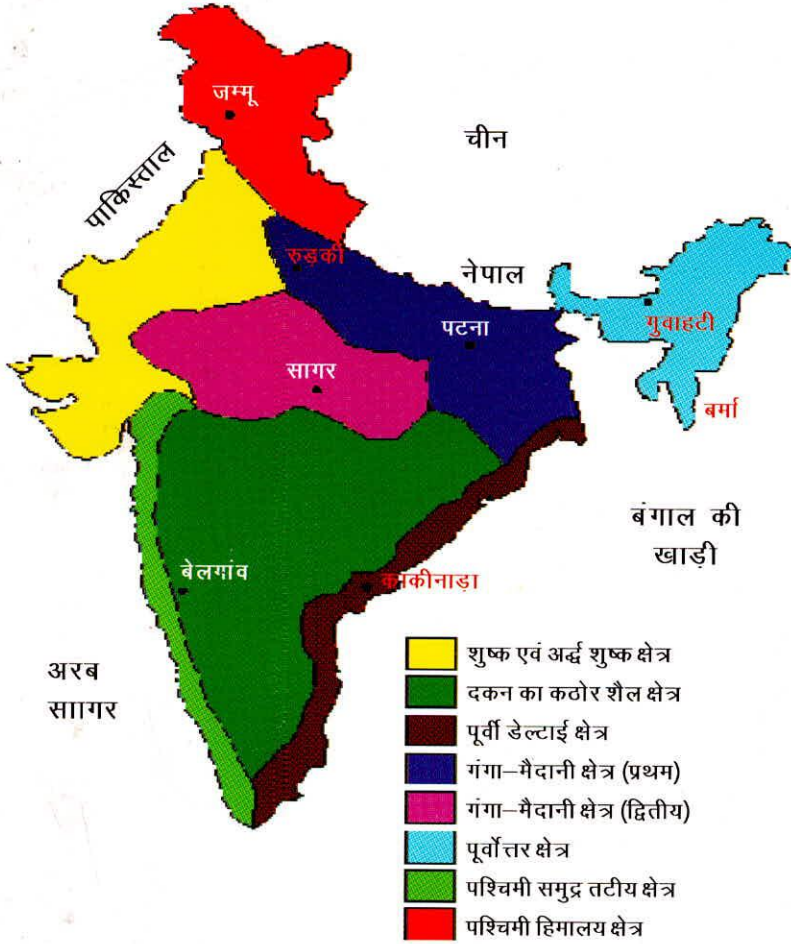 जम्मू
चीन
पाकिस्ताल
रुड़की
नेपाल
पटना
गुवाहटी
सागर
बर्मा
बंगाल की
खाड़ी
बेलगांव
काकीनाड़ा
अरब
साागर
शुष्क एवं अर्द्ध शुष्क क्षेत्र
दकन का कठोर शैल क्षेत्र
पूर्वी डेल्टाई क्षेत्र
गंगा–मैदानी क्षेत्र (प्रथम)
गंगा–मैदानी क्षेत्र (द्वितीय)
पूर्वोत्तर क्षेत्र
पश्चिमी समुद्र तटीय क्षेत्र
पश्चिमी हिमालय क्षेत्र